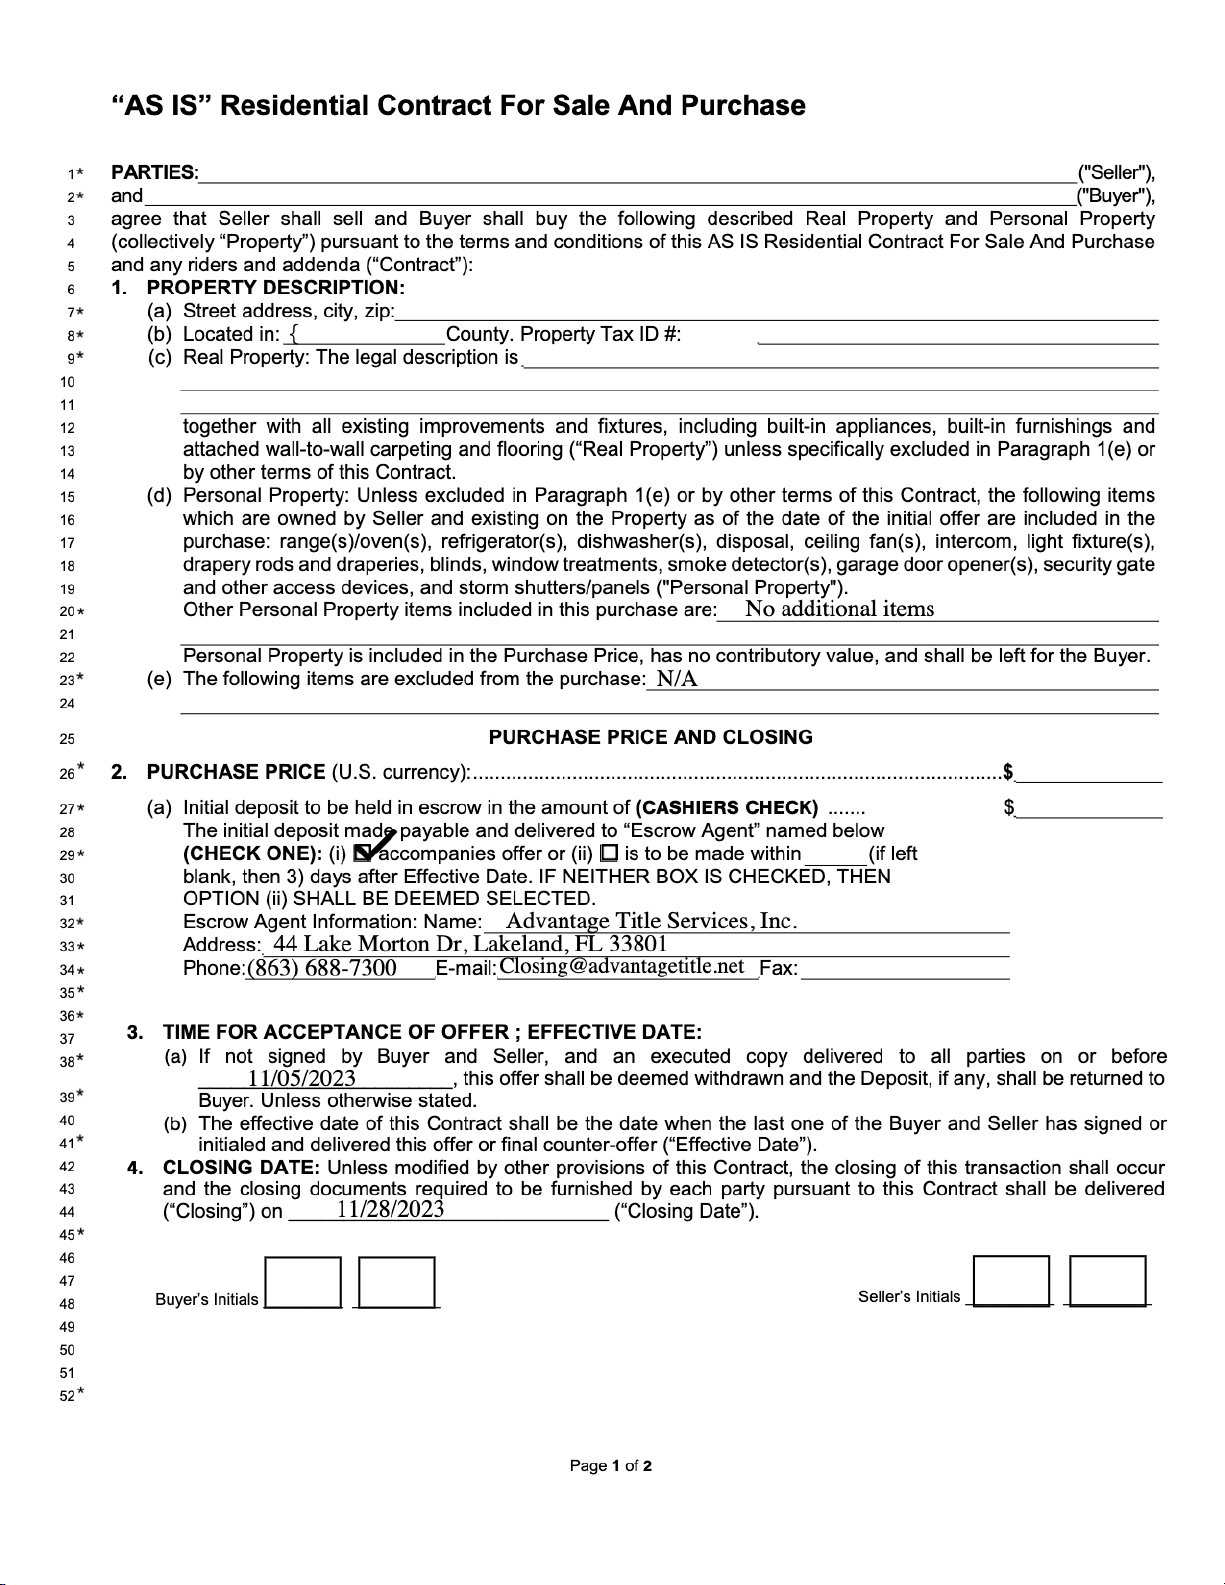 “AS IS” Residential Contract For Sale And Purchase
1* PARTIES: ("Seller"),
2* and ("Buyer"),
3 agree that Seller shall sell and Buyer shall buy the following described Real Property and Personal Property
4 (collectively “Property”) pursuant to the terms and conditions of this AS IS Residential Contract For Sale And Purchase
5 and any riders and addenda (“Contract”):
6 1. PROPERTY DESCRIPTION:
7* (a) Street address, city, zip:
8* (b) Located in: { County. Property Tax ID #:
9* (c) Real Property: The legal description is
10
11
12 together with all existing improvements and fixtures, including built-in appliances, built-in furnishings and
13 attached wall-to-wall carpeting and flooring (“Real Property”) unless specifically excluded in Paragraph 1(e) or
14 by other terms of this Contract.
15 (d) Personal Property: Unless excluded in Paragraph 1(e) or by other terms of this Contract, the following items
16 which are owned by Seller and existing on the Property as of the date of the initial offer are included in the
17 purchase: range(s)/oven(s), refrigerator(s), dishwasher(s), disposal, ceiling fan(s), intercom, light fixture(s),
18 drapery rods and draperies, blinds, window treatments, smoke detector(s), garage door opener(s), security gate
19 and other access devices, and storm shutters/panels ("Personal Property").
20* Other Personal Property items included in this purchase are: No additional items
21
22 Personal Property is included in the Purchase Price, has no contributory value, and shall be left for the Buyer.
23* (e) The following items are excluded from the purchase: N/A
24
25 PURCHASE PRICE AND CLOSING
26* 2. PURCHASE PRICE (U.S. currency):.................................................................................................$
27* (a) Initial deposit to be held in escrow in the amount of (CASHIERS CHECK) ....... $
28 The initial deposit made payable and delivered to “Escrow Agent” named below
29* (CHECK ONE): (i) ☑ accompanies offer or (ii) ☐ is to be made within (if left
30 blank, then 3) days after Effective Date. IF NEITHER BOX IS CHECKED, THEN
31 OPTION (ii) SHALL BE DEEMED SELECTED.
32* Escrow Agent Information: Name: Advantage Title Services, Inc.
33* Address: 44 Lake Morton Dr, Lakeland, FL 33801
34* Phone:(863) 688-7300 E-mail:Closing@advantagetitle.net Fax:
35*
36*
37 3. TIME FOR ACCEPTANCE OF OFFER ; EFFECTIVE DATE:
38* (a) If not signed by Buyer and Seller, and an executed copy delivered to all parties on or before
11/05/2023, this offer shall be deemed withdrawn and the Deposit, if any, shall be returned to
39* Buyer. Unless otherwise stated.
40 (b) The effective date of this Contract shall be the date when the last one of the Buyer and Seller has signed or
41* initialed and delivered this offer or final counter-offer (“Effective Date”).
42 4. CLOSING DATE: Unless modified by other provisions of this Contract, the closing of this transaction shall occur
43 and the closing documents required to be furnished by each party pursuant to this Contract shall be delivered
44 (“Closing”) on 11/28/2023 (“Closing Date”).
45*
46
47
48 Buyer’s Initials Seller’s Initials
49
50
51
52*
Page 1 of 2